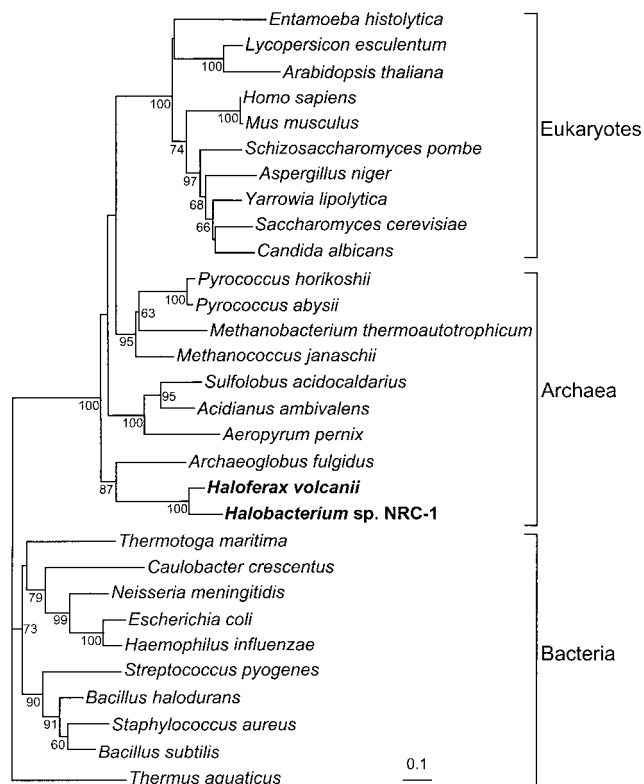 Entamoeba histolytica
Lycopersicon esculentum
100
Arabidopsis thaliana
100
Homo sapiens
100
Mus musculus
74
Schizosaccharomyces pombe
97
Aspergillus niger
68
Yarrowia lipolytica
66
Saccharomyces cerevisiae
Candida albicans
Eukaryotes
Pyrococcus horikoshii
100
Pyrococcus abysii
63
Methanobacterium thermoautotrophicum
95
Methanococcus janaschii
Sulfolobus acidocaldarius
95
100
Acidianus ambivalens
100
Aeropyrum pernix
Archaeoglobus fulgidus
87
Haloferax volcanii
100
Halobacterium sp. NRC-1
Archaea
Thermotoga maritima
Caulobacter crescentus
79
Neisseria meningitidis
99
Escherichia coli
73
100
Haemophilus influenzae
Streptococcus pyogenes
90
Bacillus halodurans
91
Staphylococcus aureus
60
Bacillus subtilis
Thermus aquaticus
Bacteria
0.1